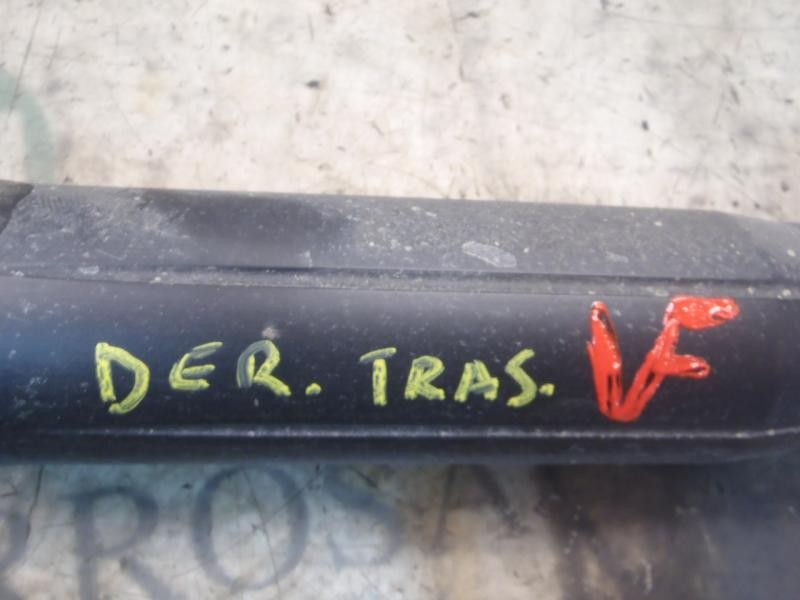 DER. TRAS. VF